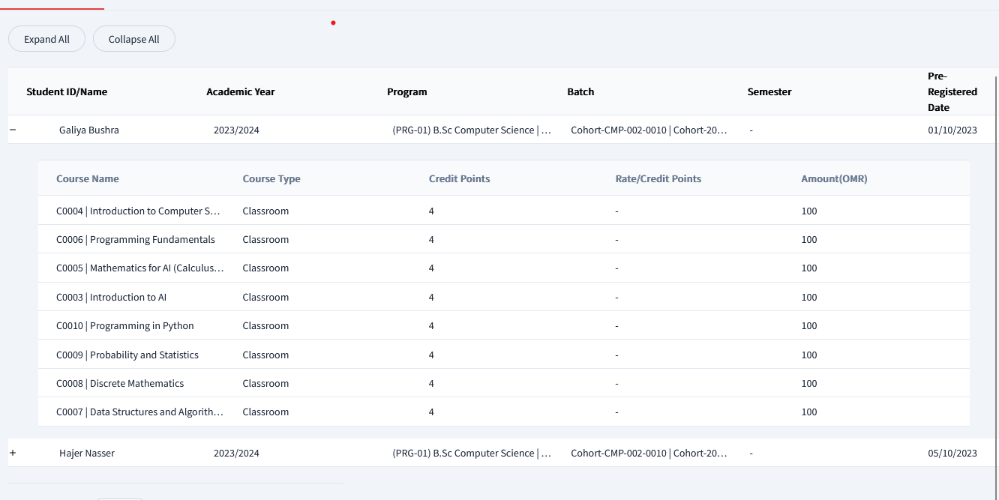 Expand All Collapse All
Student ID/Name Academic Year Program Batch Semester Pre-Registered Date
− Galiya Bushra 2023/2024 (PRG-01) B.Sc Computer Science | ... Cohort-CMP-002-0010 | Cohort-20... - 01/10/2023
Course Name Course Type Credit Points Rate/Credit Points Amount(OMR)
C0004 | Introduction to Computer S... Classroom 4 - 100
C0006 | Programming Fundamentals Classroom 4 - 100
C0005 | Mathematics for AI (Calculus... Classroom 4 - 100
C0003 | Introduction to AI Classroom 4 - 100
C0010 | Programming in Python Classroom 4 - 100
C0009 | Probability and Statistics Classroom 4 - 100
C0008 | Discrete Mathematics Classroom 4 - 100
C0007 | Data Structures and Algorith... Classroom 4 - 100
+ Hajer Nasser 2023/2024 (PRG-01) B.Sc Computer Science | ... Cohort-CMP-002-0010 | Cohort-20... - 05/10/2023